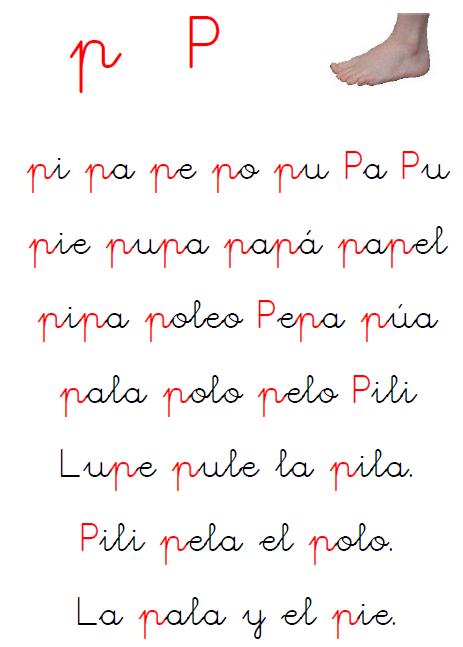 p P
pi pa pe po pu Pa Pu
pie pupa papá papel
pipa poleo Pepa púa
pala polo pelo Pili
Lupe pule la pila.
Pili pela el polo.
La pala y el pie.